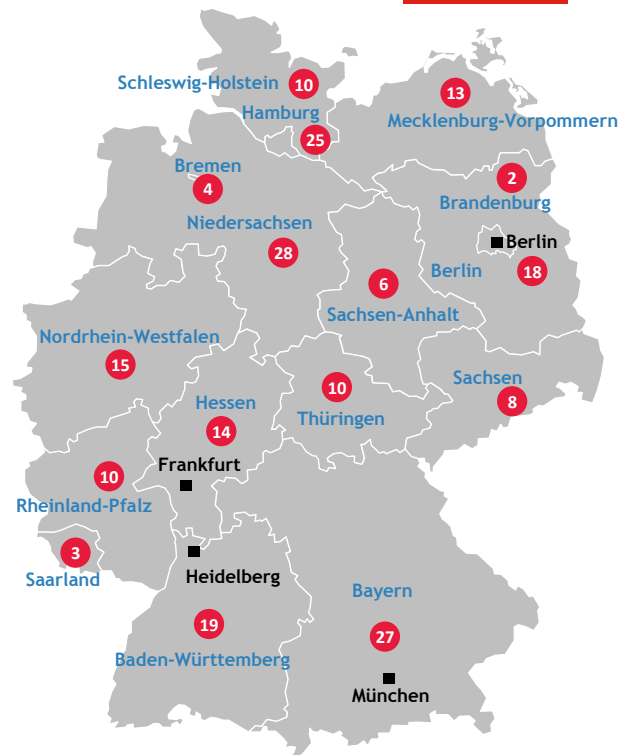 Schleswig-Holstein
10
13
Hamburg
25
Mecklenburg-Vorpommern
Bremen
4
2
Brandenburg
Niedersachsen
28
Berlin
Berlin
18
6
Sachsen-Anhalt
Nordrhein-Westfalen
15
10
Thüringen
Sachsen
8
Hessen
14
Frankfurt
10
Rheinland-Pfalz
3
Saarland
Heidelberg
Bayern
19
Baden-Württemberg
27
München